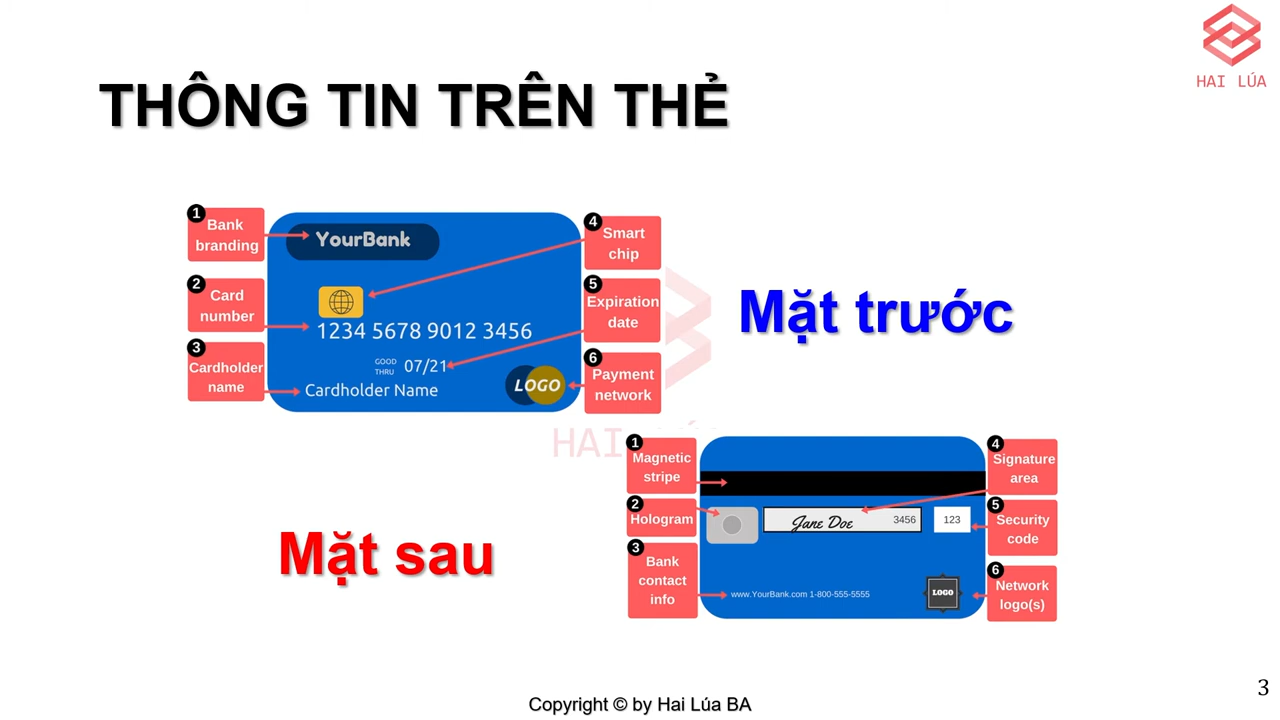 HAI LÚA
THÔNG TIN TRÊN THẺ
1
Bank
branding
2
Card
number
3
Cardholder
name
YourBank
1234 5678 9012 3456
GOOD
THRU
07/21
Cardholder Name
LOGO
4
Smart
chip
5
Expiration
date
6
Payment
network
Mặt trước
HAI LÚA
Mặt sau
1
Magnetic
stripe
2
Hologram
3
Bank
contact
info
Jane Doe
3456
123
www.YourBank.com 1-800-555-5555
LOGO
4
Signature
area
5
Security
code
6
Network
logo(s)
Copyright © by Hai Lúa BA
3